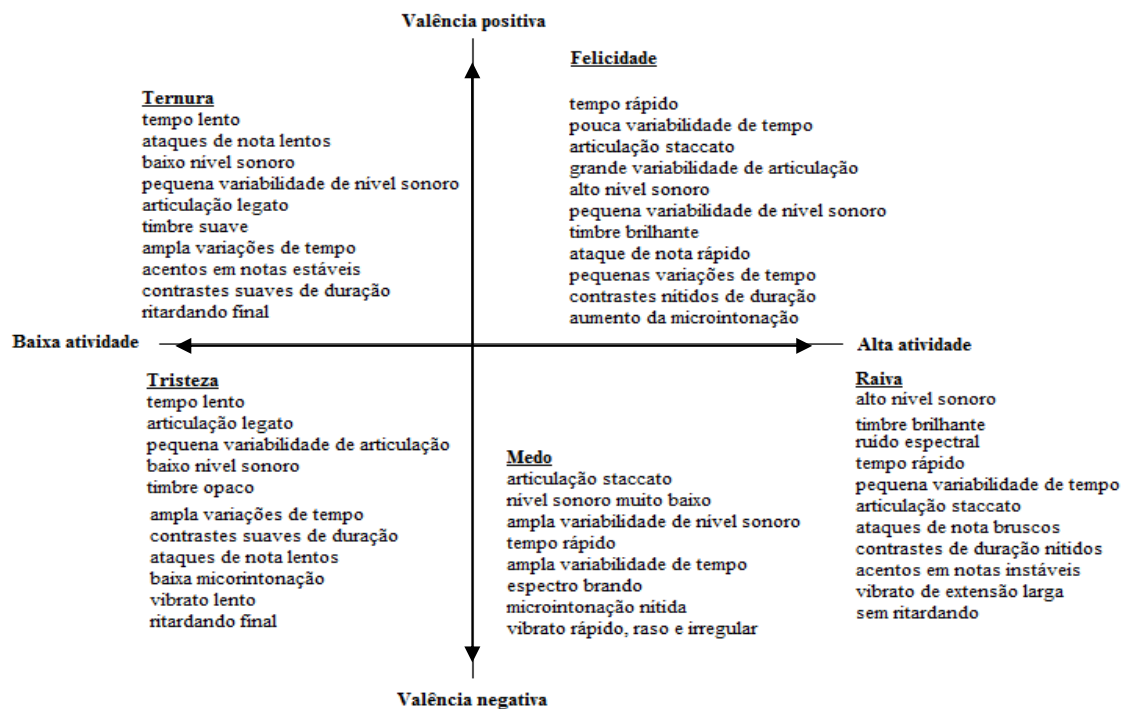 Valência positiva
Felicidade
tempo rápido
pouca variabilidade de tempo
articulação staccato
grande variabilidade de articulação
alto nível sonoro
pequena variabilidade de nível sonoro
timbre brilhante
ataque de nota rápido
pequenas variações de tempo
contrastes nítidos de duração
aumento da microintonação
Ternura
tempo lento
ataques de nota lentos
baixo nível sonoro
pequena variabilidade de nível sonoro
articulação legato
timbre suave
ampla variações de tempo
acentos em notas estáveis
contrastes suaves de duração
ritardando final
Baixa atividade
Alta atividade
Tristeza
tempo lento
articulação legato
pequena variabilidade de articulação
baixo nível sonoro
timbre opaco
ampla variações de tempo
contrastes suaves de duração
ataques de nota lentos
baixa micorintonação
vibrato lento
ritardando final
Medo
articulação staccato
nível sonoro muito baixo
ampla variabilidade de nível sonoro
tempo rápido
ampla variabilidade de tempo
espectro brando
microintonação nítida
vibrato rápido, raso e irregular
Raiva
alto nível sonoro
timbre brilhante
ruido espectral
tempo rápido
pequena variabilidade de tempo
articulação staccato
ataques de nota bruscos
contrastes de duração nítidos
acentos em notas instáveis
vibrato de extensão larga
sem ritardando
Valência negativa